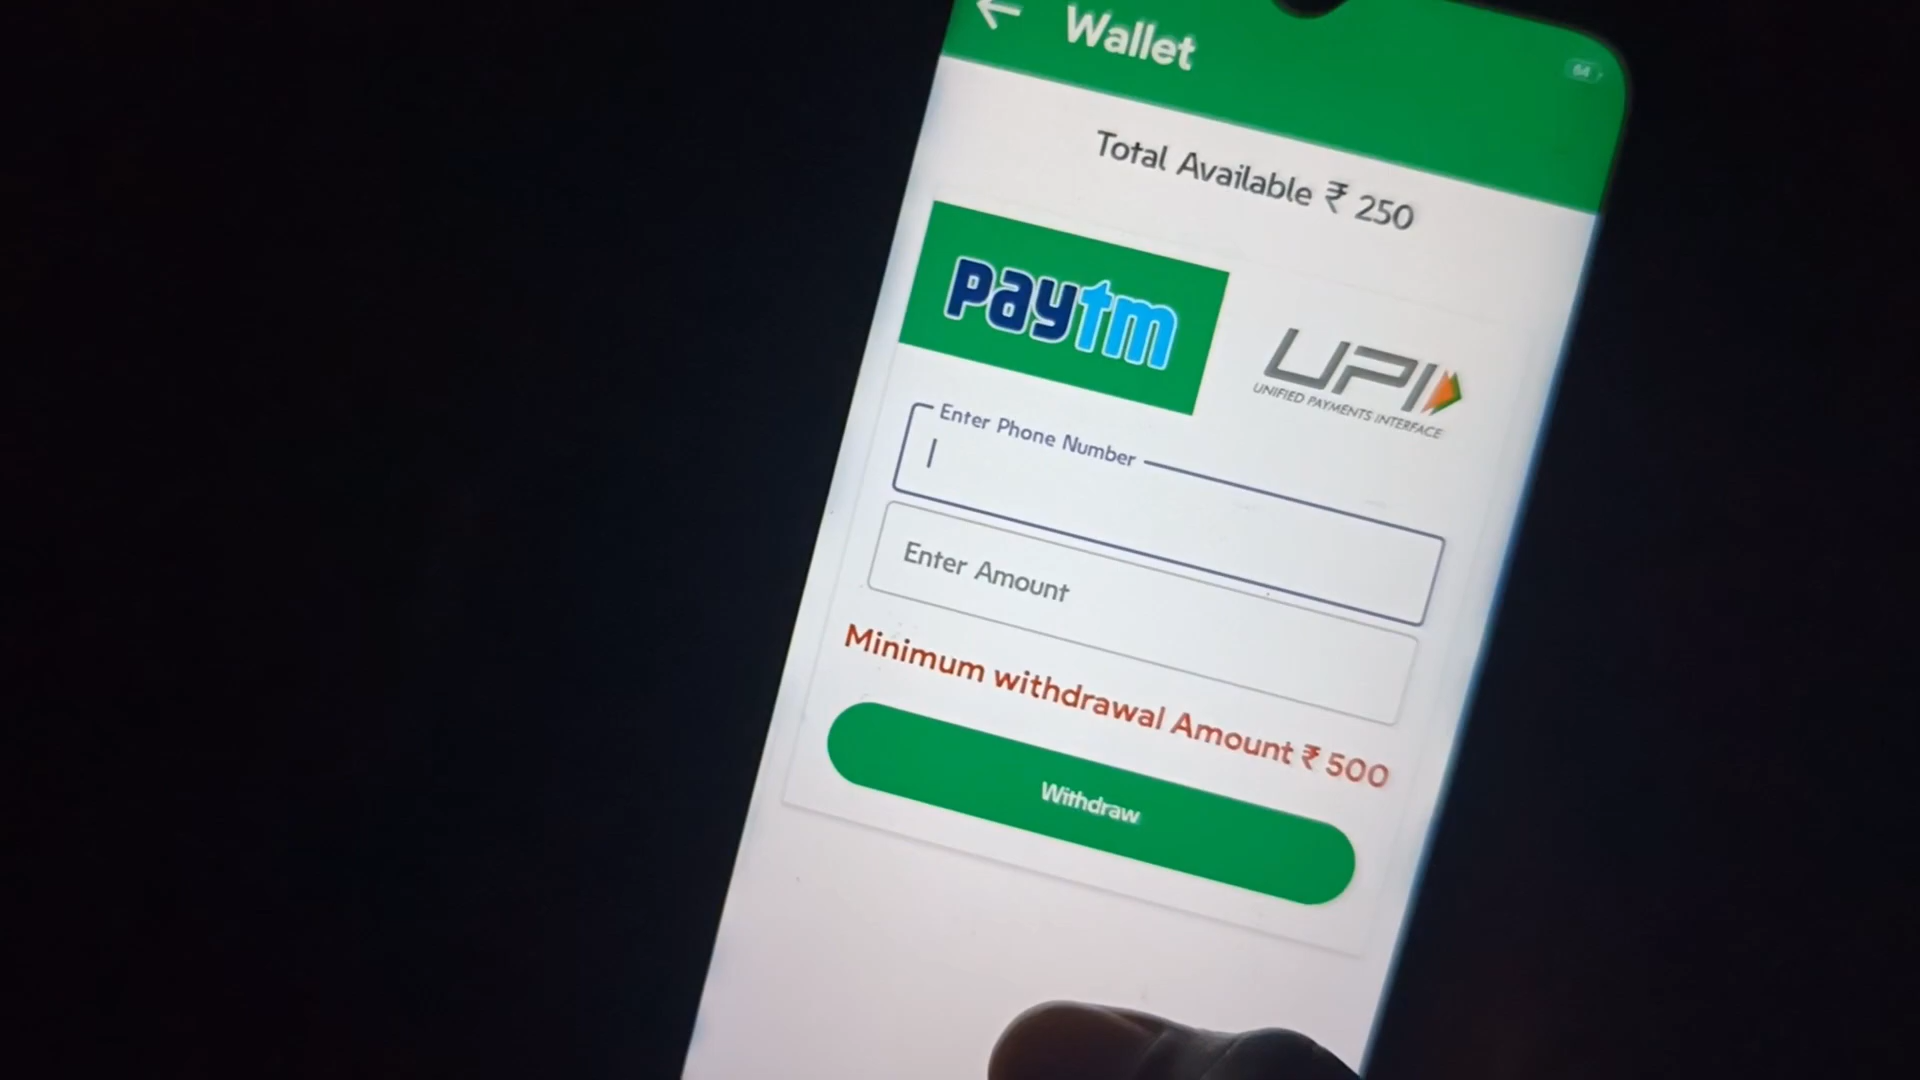 Wallet
64
Total Available ₹ 250
paytm
UPI
UNIFIED PAYMENTS INTERFACE
Enter Phone Number
Enter Amount
Minimum withdrawal Amount ₹ 500
Withdraw